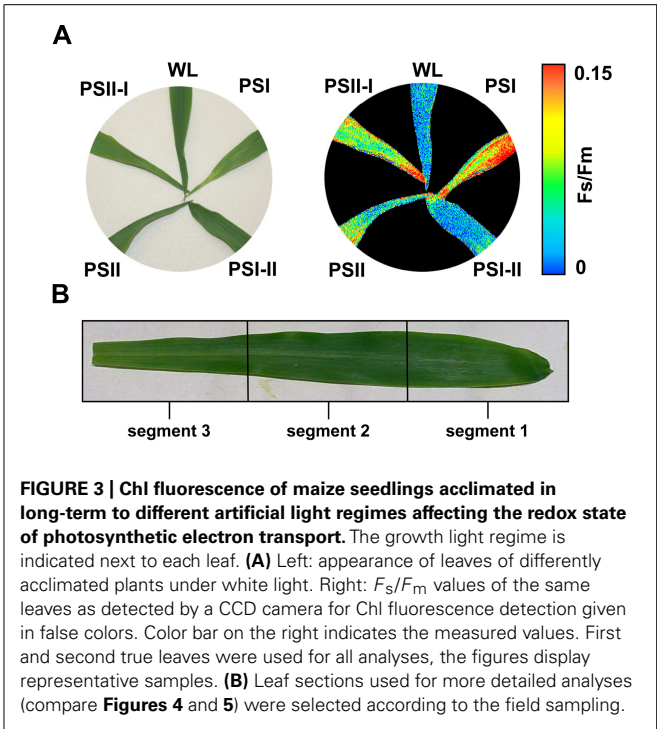 A
WL
PSII-I
PSI
PSII
PSI-II
WL
PSII-I
PSI
PSII
PSI-II
0.15
Fs/Fm
0
B
segment 3
segment 2
segment 1
FIGURE 3 | Chl fluorescence of maize seedlings acclimated in
long-term to different artificial light regimes affecting the redox state
of photosynthetic electron transport. The growth light regime is
indicated next to each leaf. (A) Left: appearance of leaves of differently
acclimated plants under white light. Right: Fs/Fm values of the same
leaves as detected by a CCD camera for Chl fluorescence detection given
in false colors. Color bar on the right indicates the measured values. First
and second true leaves were used for all analyses, the figures display
representative samples. (B) Leaf sections used for more detailed analyses
(compare Figures 4 and 5) were selected according to the field sampling.